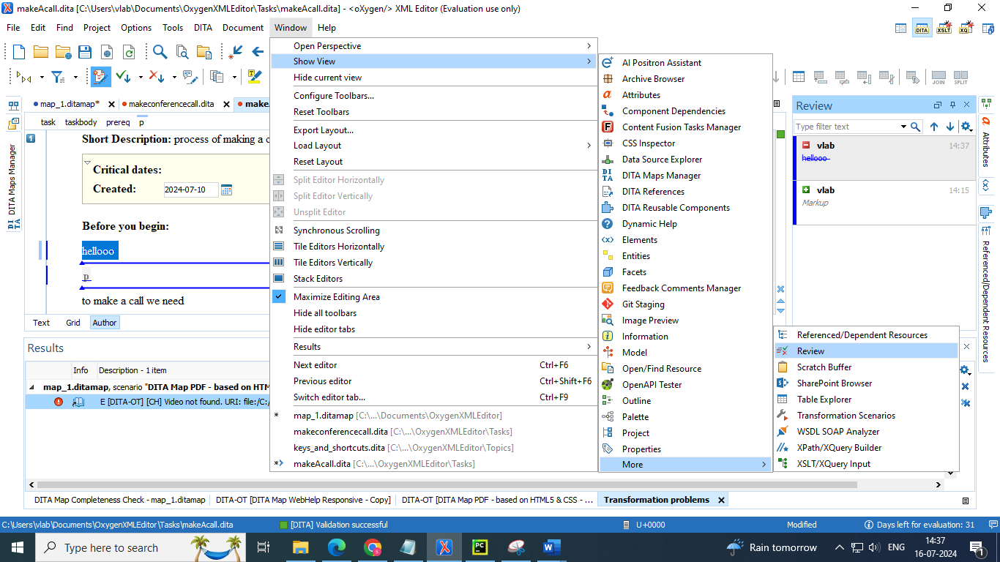 makeAcall.dita [C:\Users\vlab\Documents\OxygenXMLEditor\Tasks\makeAcall.dita] - <oXygen/> XML Editor (Evaluation use only)
File Edit Find Project Options Tools DITA Document Window Help
DITA XSLT XQ
JOIN SPLIT
map_1.ditamap*
makeconferencecall.dita
make
task taskbody prereq p
DITA Maps Manager
1
Short Description: process of making a c
Critical dates:
Created: 2024-07-10
Before you begin:
hellooo
p
to make a call we need
Text Grid Author
Open Perspective
Show View
Hide current view
Configure Toolbars...
Reset Toolbars
Export Layout...
Load Layout
Reset Layout
Split Editor Horizontally
Split Editor Vertically
Unsplit Editor
Synchronous Scrolling
Tile Editors Horizontally
Tile Editors Vertically
Stack Editors
Maximize Editing Area
Hide all toolbars
Hide editor tabs
Results
Next editor Ctrl+F6
Previous editor Ctrl+Shift+F6
Switch editor tab... Ctrl+F9
* map_1.ditamap [C:\...\Documents\OxygenXMLEditor]
makeconferencecall.dita [C:\...\OxygenXMLEditor\Tasks]
keys_and_shortcuts.dita [C:\...\OxygenXMLEditor\Topics]
* makeAcall.dita [C:\...\OxygenXMLEditor\Tasks]
AI Positron Assistant
Archive Browser
Attributes
Component Dependencies
Content Fusion Tasks Manager
CSS Inspector
Data Source Explorer
DITA Maps Manager
DITA References
DITA Reusable Components
Dynamic Help
Elements
Entities
Facets
Feedback Comments Manager
Git Staging
Image Preview
Information
Model
Open/Find Resource
OpenAPI Tester
Outline
Palette
Project
Properties
More
Referenced/Dependent Resources
Review
Scratch Buffer
SharePoint Browser
Table Explorer
Transformation Scenarios
WSDL SOAP Analyzer
XPath/XQuery Builder
XSLT/XQuery Input
Review
Type filter text
vlab 14:37
hellooo
vlab 14:15
Markup
Attributes
Referenced/Dependent Resources
Results
Info Description - 1 item
map_1.ditamap, scenario "DITA Map PDF - based on HTM
E [DITA-OT] [CH] Video not found. URI: file:/C:/
DITA Map Completeness Check - map_1.ditamap
DITA-OT [DITA Map WebHelp Responsive - Copy]
DITA-OT [DITA Map PDF - based on HTML5 & CSS - ...
Transformation problems
C:\Users\vlab\Documents\OxygenXMLEditor\Tasks\makeAcall.dita [DITA] Validation successful U+0000 Modified Days left for evaluation: 31
Type here to search
Rain tomorrow
ENG
14:37
16-07-2024
1